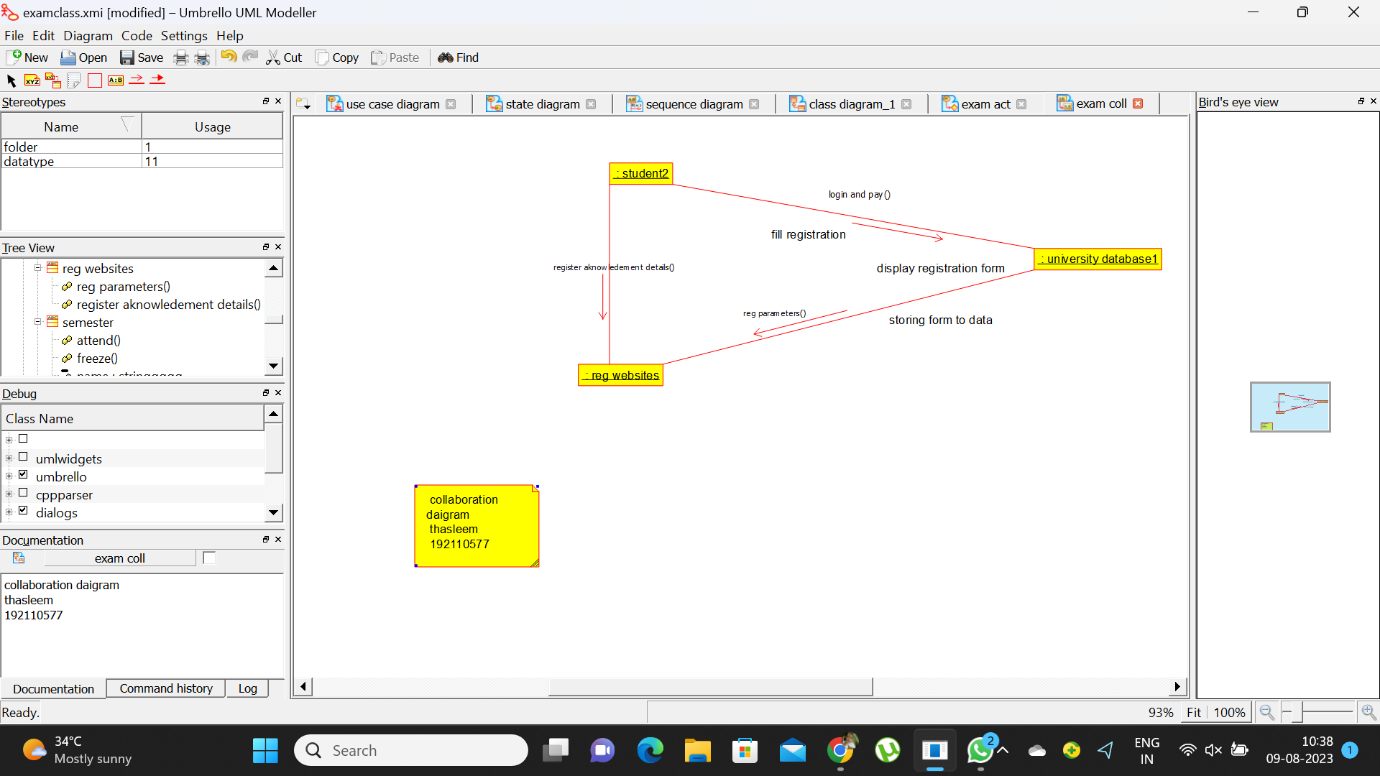 examclass.xmi [modified] – Umbrello UML Modeller
File Edit Diagram Code Settings Help
New Open Save Cut Copy Paste Find
XYZ A:B
Stereotypes
Name Usage
folder 1
datatype 11
Tree View
reg websites
reg parameters()
register aknowledement details()
semester
attend()
freeze()
Debug
Class Name
umlwidgets
umbrello
cppparser
dialogs
Documentation
exam coll
collaboration daigram
thasleem
192110577
Documentation Command history Log
Ready.
use case diagram state diagram sequence diagram class diagram_1 exam act exam coll
: student2
login and pay()
fill registration
: university database1
register aknowledement details()
display registration form
reg parameters()
storing form to data
: reg websites
collaboration
daigram
thasleem
192110577
Bird's eye view
93% Fit 100%
34°C
Mostly sunny
Search
2
ENG
IN
10:38
09-08-2023
1